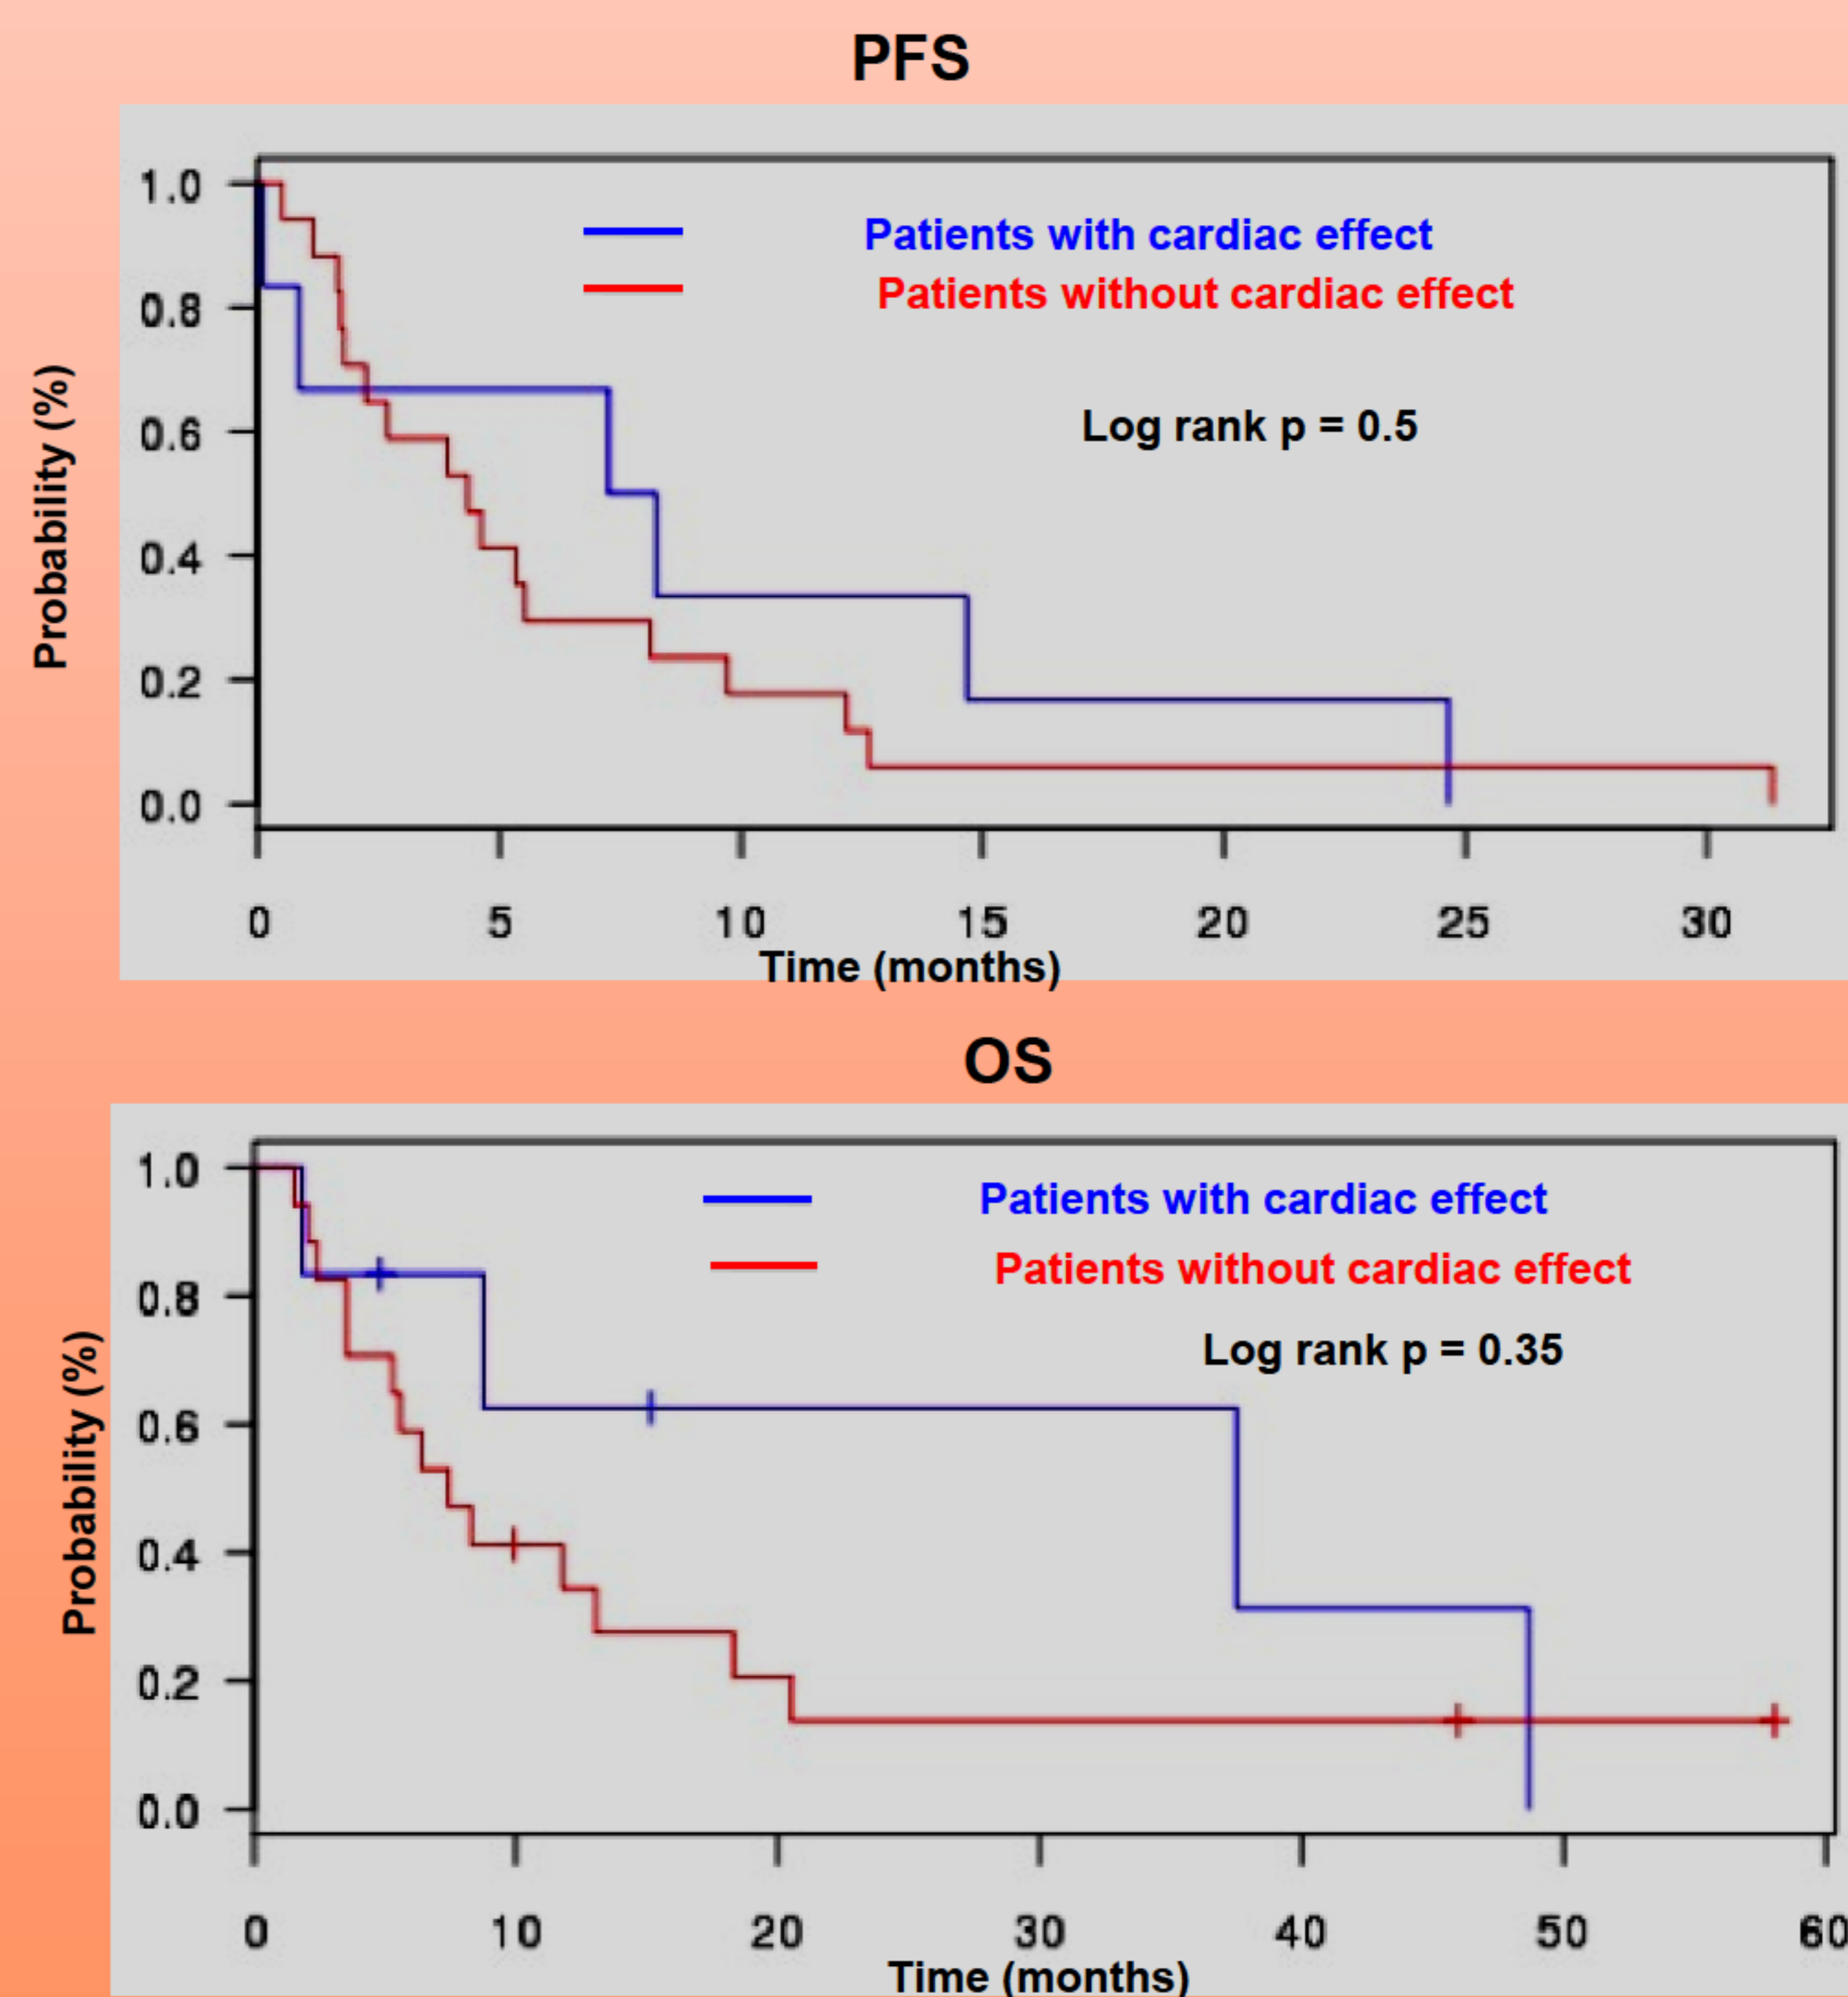 PFS
1.0
0.8
0.6
0.4
0.2
0.0
Probability (%)
Patients with cardiac effect
Patients without cardiac effect
Log rank p = 0.5
0 5 10 15 20 25 30
Time (months)
OS
1.0
0.8
0.6
0.4
0.2
0.0
Probability (%)
Patients with cardiac effect
Patients without cardiac effect
Log rank p = 0.35
0 10 20 30 40 50 60
Time (months)